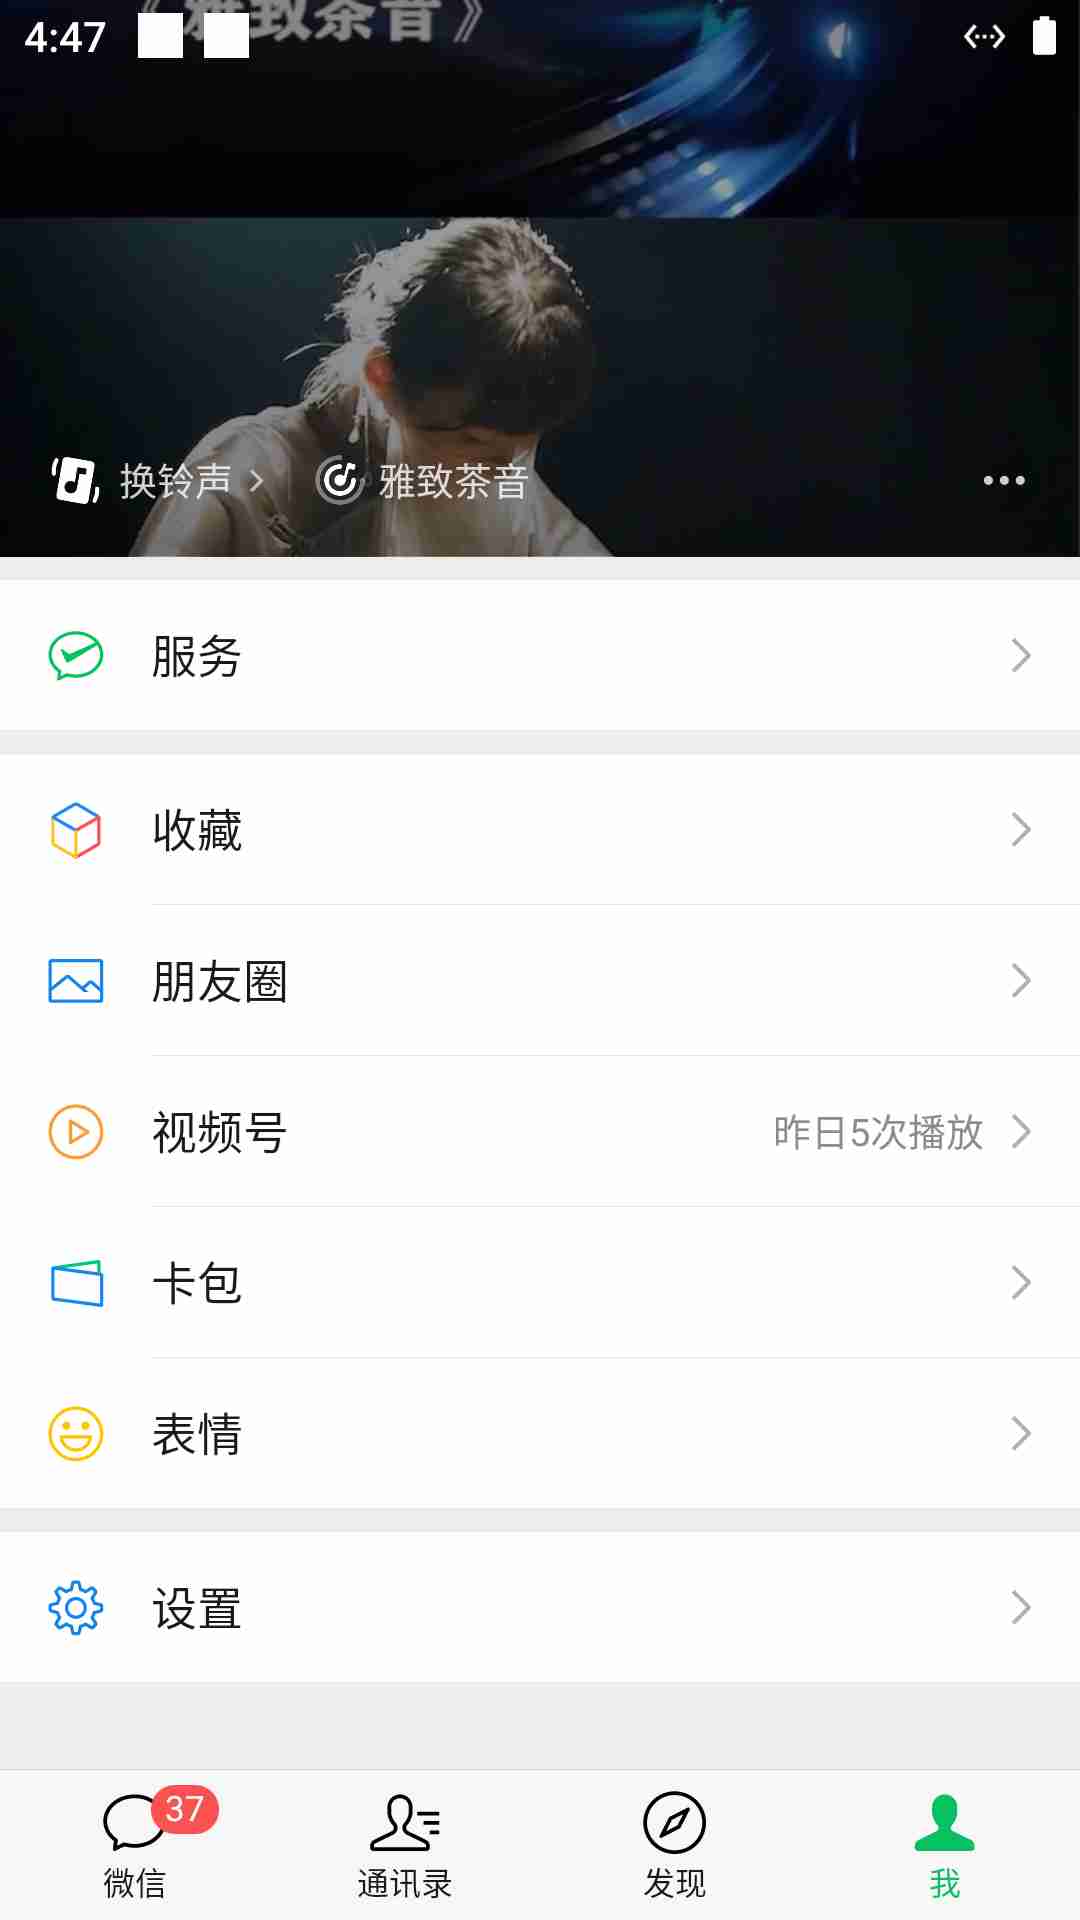 《雅致茶音》
4:47
换铃声
雅致茶音
服务
收藏
朋友圈
视频号 昨日5次播放
卡包
表情
设置
37
微信 通讯录 发现 我